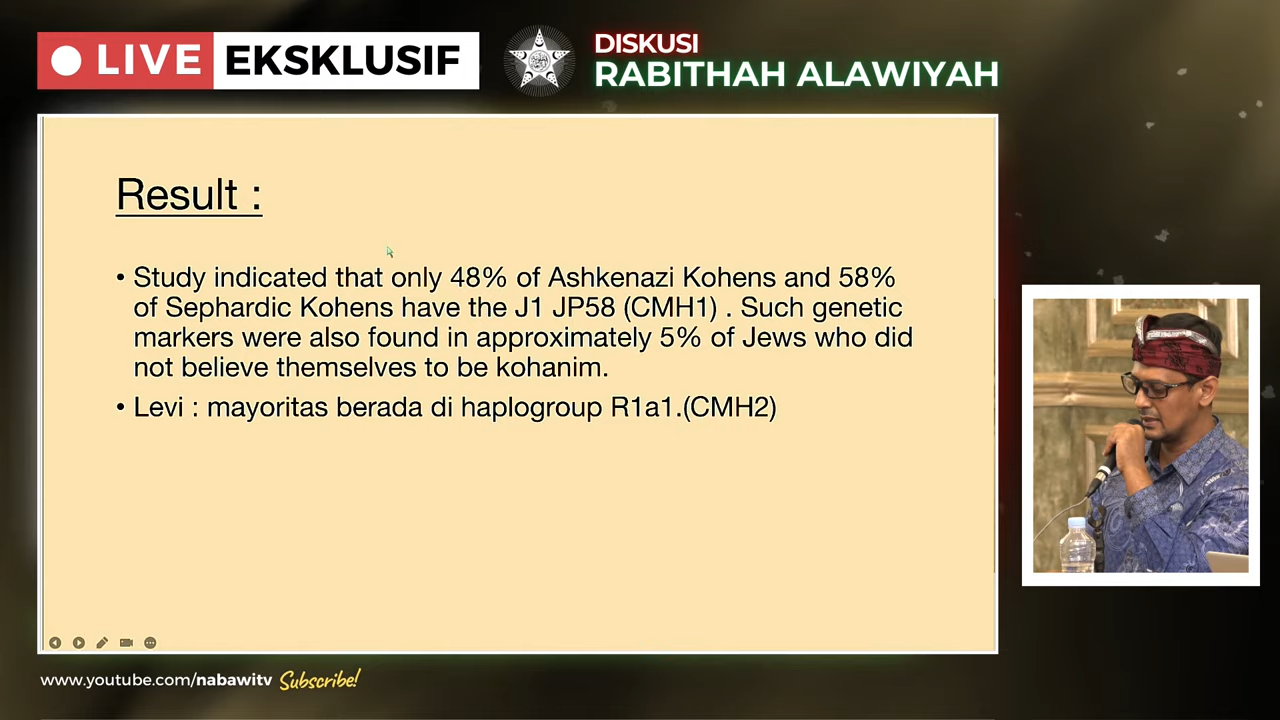 LIVE EKSKLUSIF
DISKUSI
RABITHAH ALAWIYAH
Result :
• Study indicated that only 48% of Ashkenazi Kohens and 58%
of Sephardic Kohens have the J1 JP58 (CMH1) . Such genetic
markers were also found in approximately 5% of Jews who did
not believe themselves to be kohanim.
• Levi : mayoritas berada di haplogroup R1a1.(CMH2)
www.youtube.com/nabawitv Subscribe!